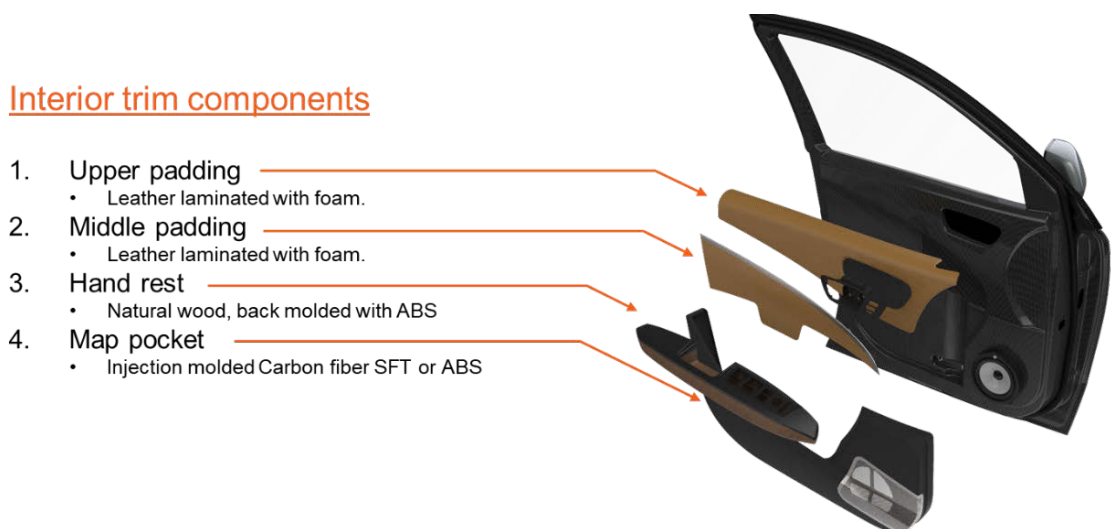 Interior trim components
1. Upper padding
• Leather laminated with foam.
2. Middle padding
• Leather laminated with foam.
3. Hand rest
• Natural wood, back molded with ABS
4. Map pocket
• Injection molded Carbon fiber SFT or ABS